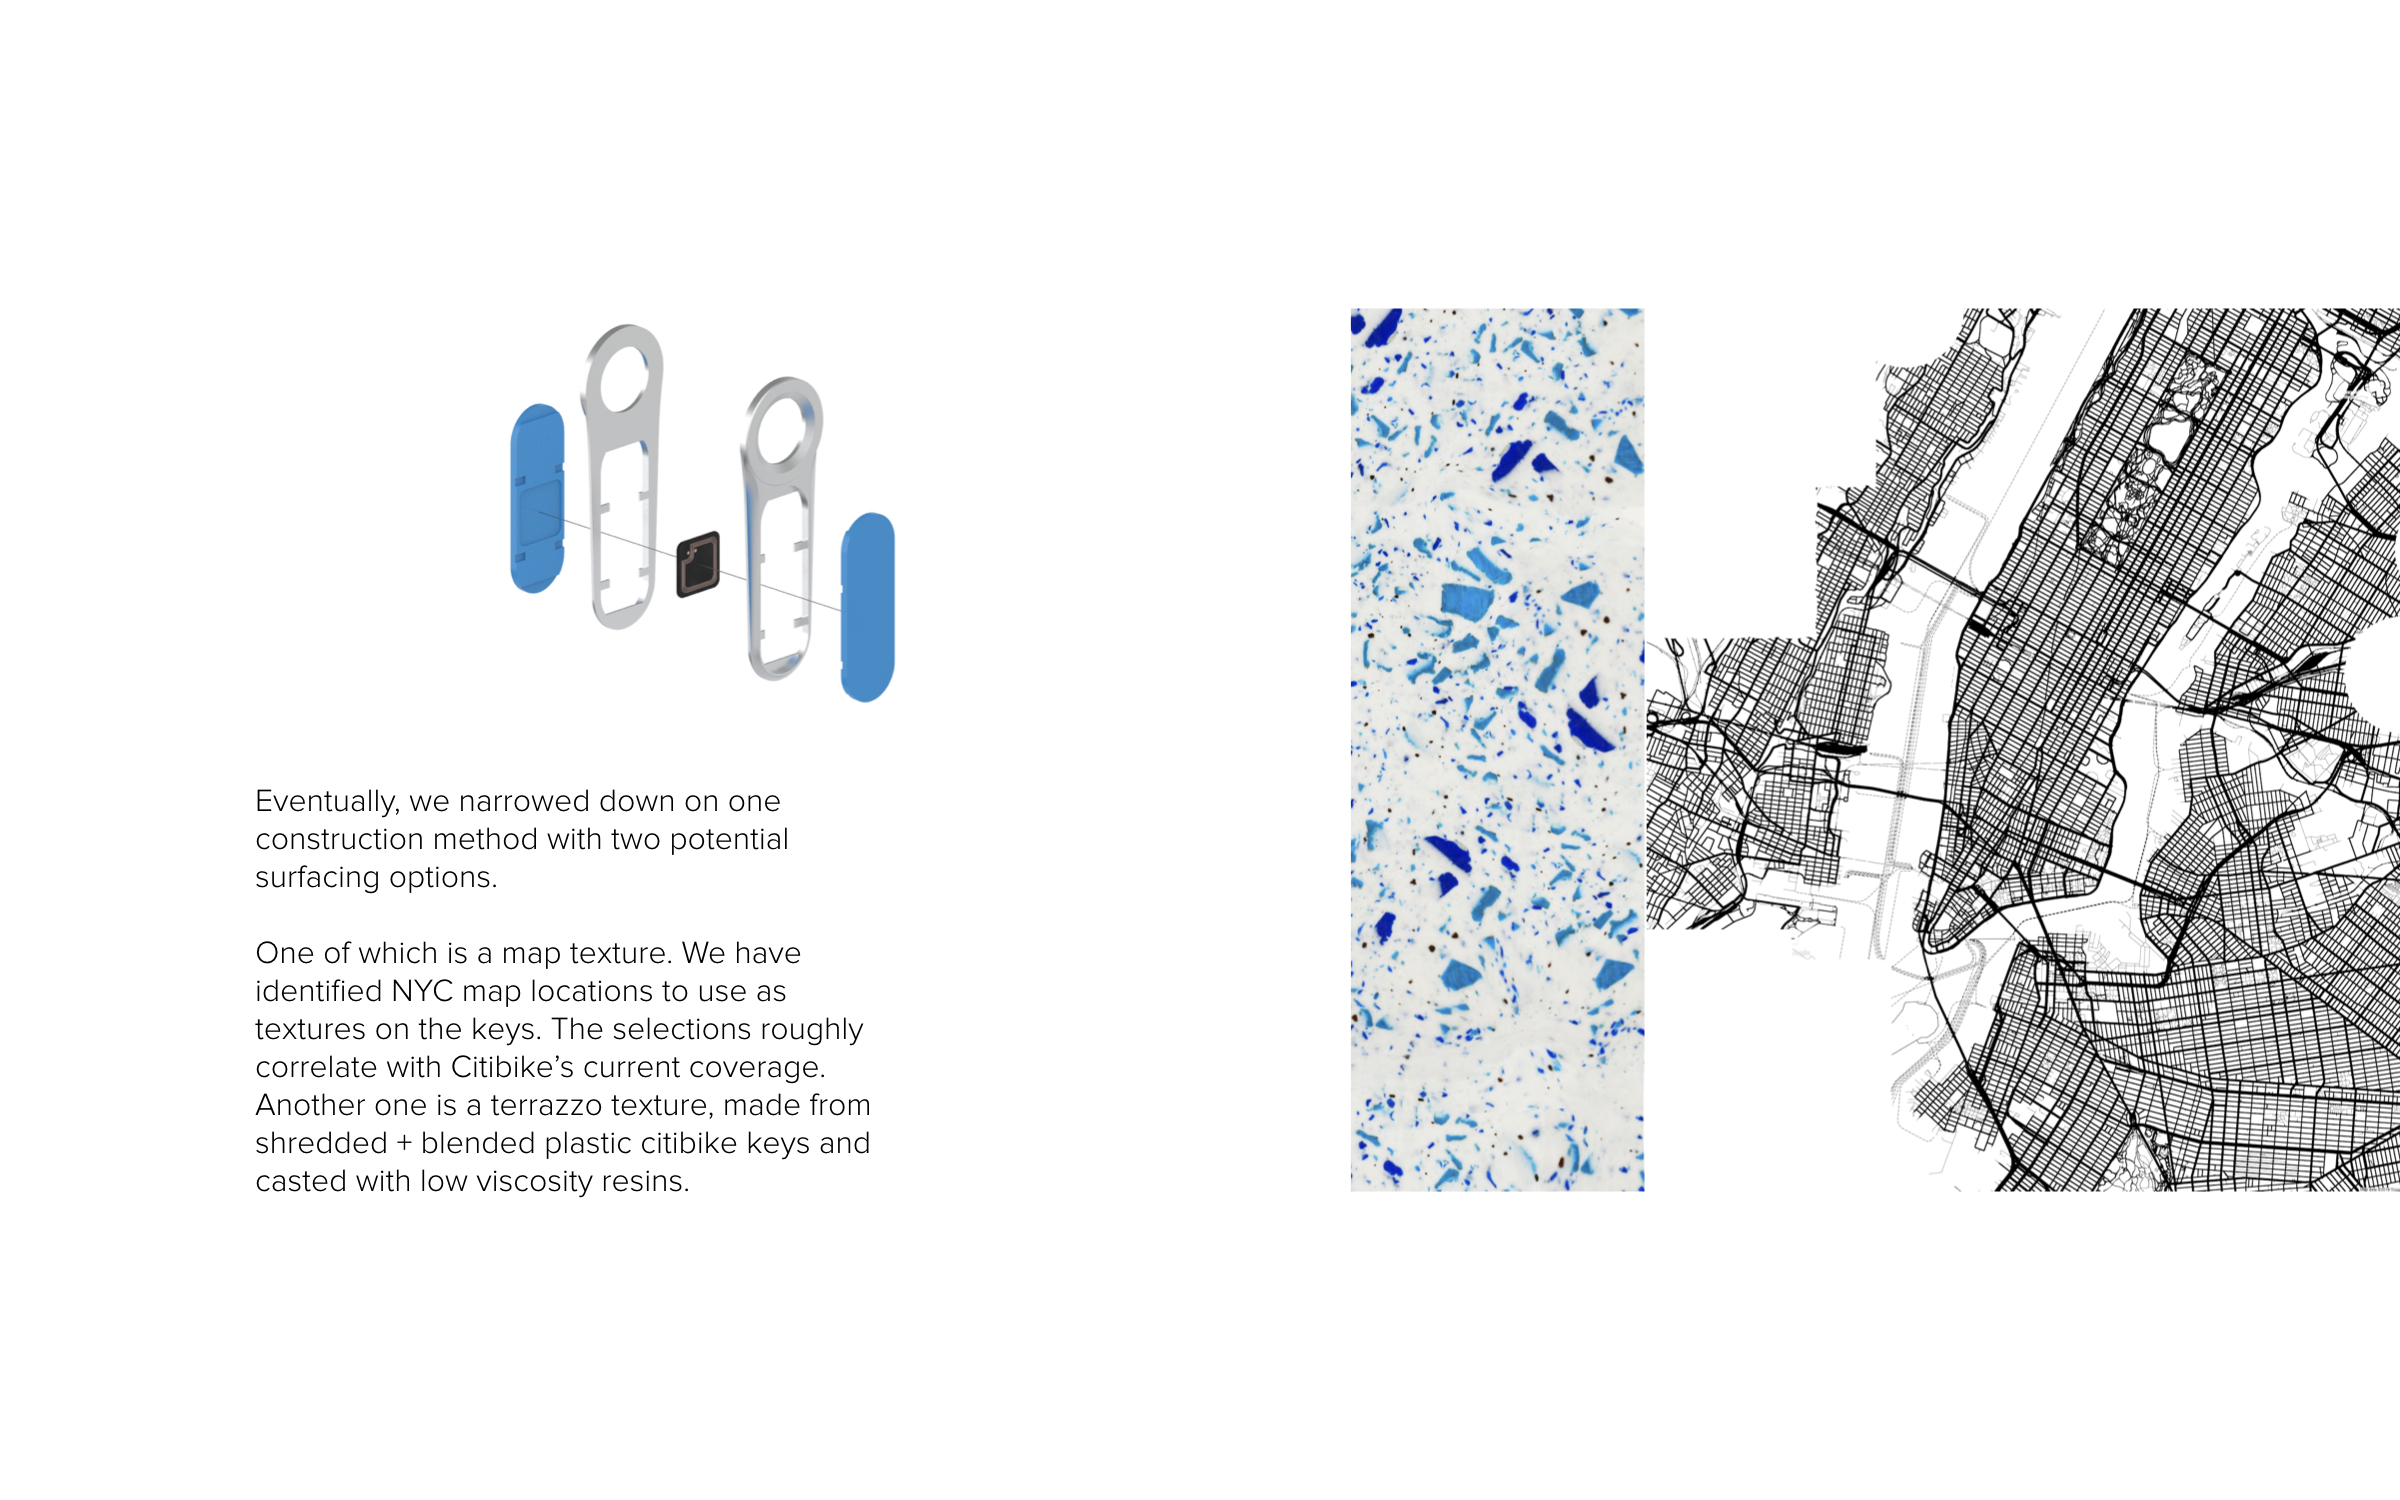 Eventually, we narrowed down on one
construction method with two potential
surfacing options.
One of which is a map texture. We have
identified NYC map locations to use as
textures on the keys. The selections roughly
correlate with Citibike’s current coverage.
Another one is a terrazzo texture, made from
shredded + blended plastic citibike keys and
casted with low viscosity resins.